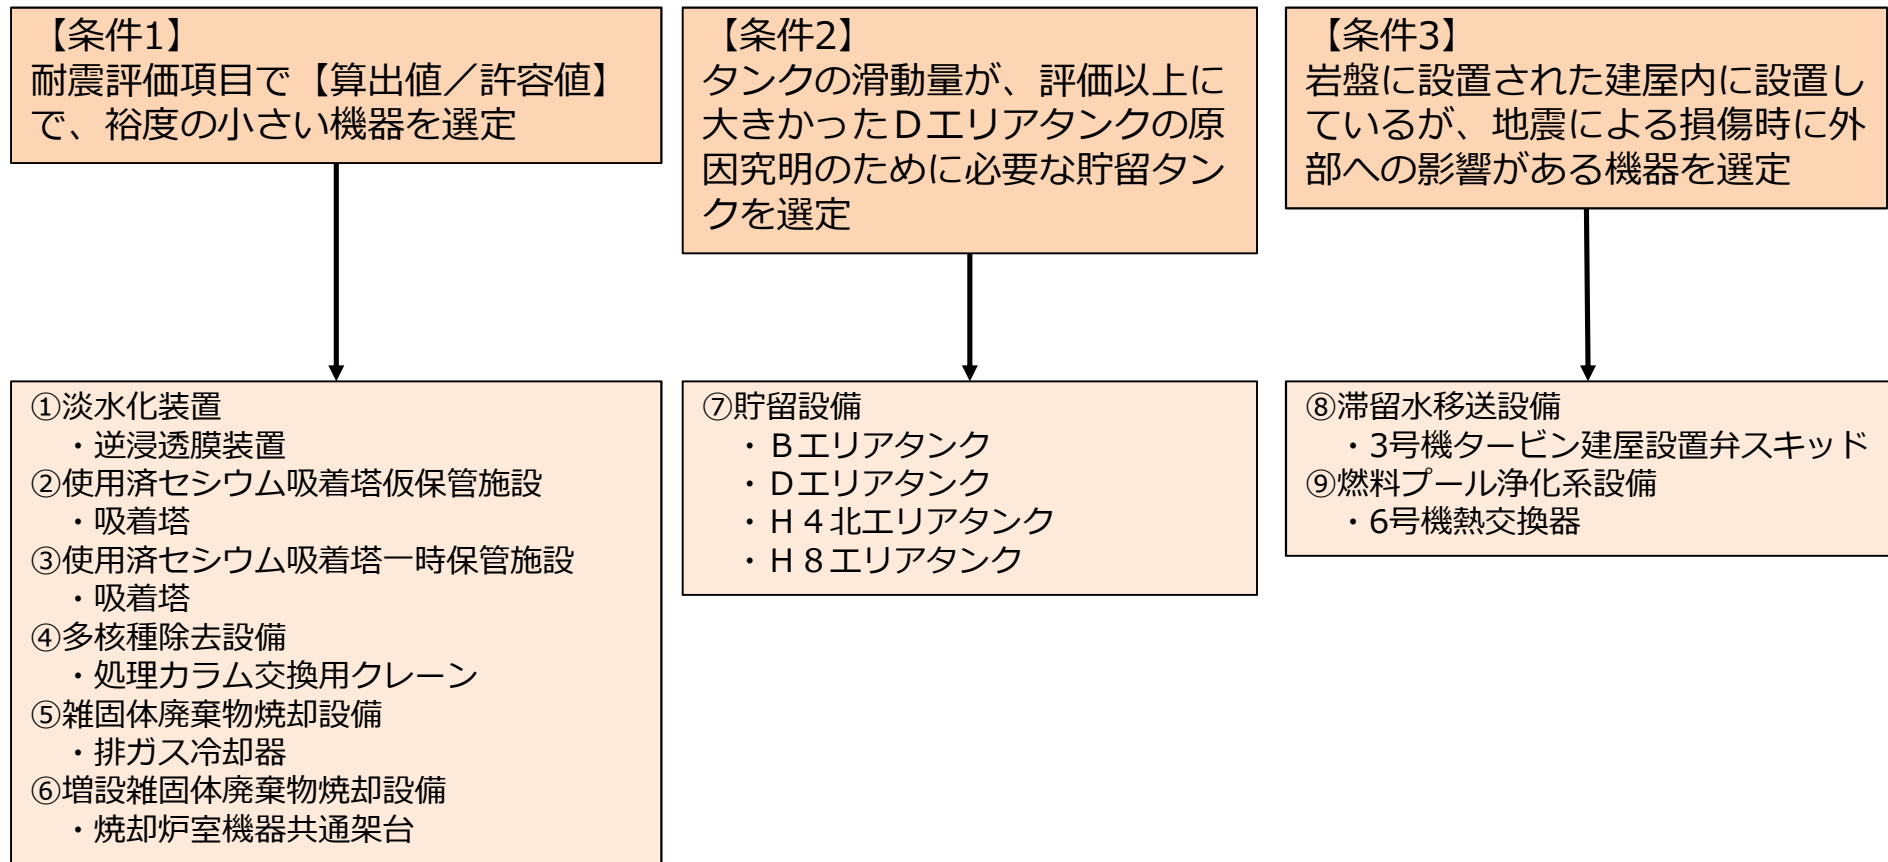 【条件1】
耐震評価項目で【算出値／許容値】
で、裕度の小さい機器を選定
【条件2】
タンクの滑動量が、評価以上に
大きかったＤエリアタンクの原
因究明のために必要な貯留タン
クを選定
【条件3】
岩盤に設置された建屋内に設置し
ているが、地震による損傷時に外
部への影響がある機器を選定
①淡水化装置
・逆浸透膜装置
②使用済セシウム吸着塔仮保管施設
・吸着塔
③使用済セシウム吸着塔一時保管施設
・吸着塔
④多核種除去設備
・処理カラム交換用クレーン
⑤雑固体廃棄物焼却設備
・排ガス冷却器
⑥増設雑固体廃棄物焼却設備
・焼却炉室機器共通架台
⑦貯留設備
・Ｂエリアタンク
・Ｄエリアタンク
・Ｈ４北エリアタンク
・Ｈ８エリアタンク
⑧滞留水移送設備
・3号機タービン建屋設置弁スキッド
⑨燃料プール浄化系設備
・6号機熱交換器